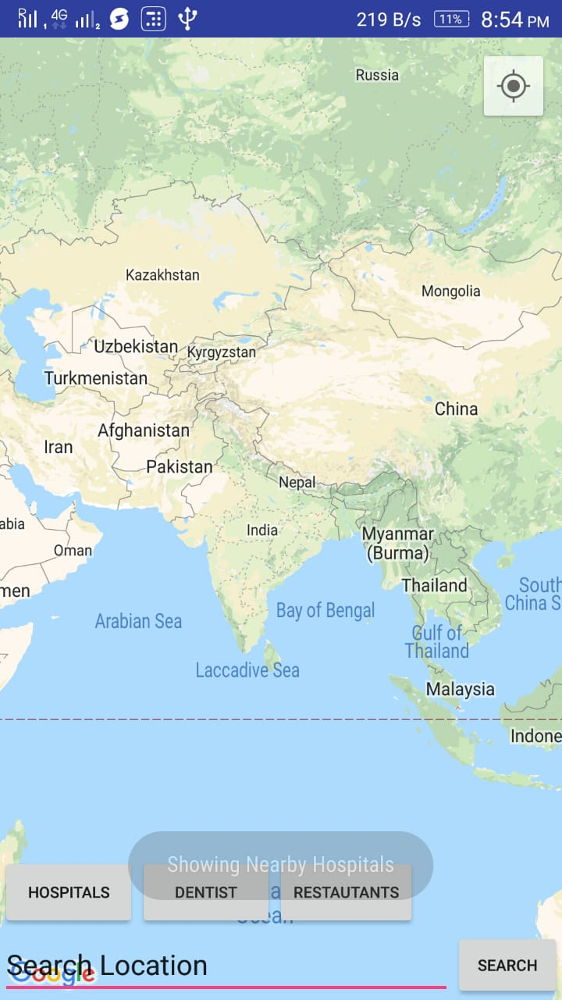 R 4G 1 2 219 B/s 11% 8:54 PM
Russia
Kazakhstan
Mongolia
Uzbekistan
Kyrgyzstan
Turkmenistan
China
Afghanistan
Iran
Pakistan
Nepal
abia
India
Myanmar
(Burma)
Oman
men
Thailand
South
China S
Arabian Sea
Bay of Bengal
Gulf of
Thailand
Laccadive Sea
Malaysia
Indone
Showing Nearby Hospitals
HOSPITALS
DENTIST
RESTAUTANTS
Search Location
Google
SEARCH